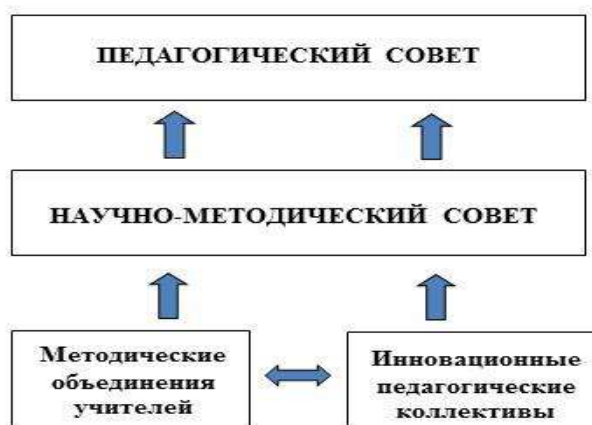 ПЕДАГОГИЧЕСКИЙ СОВЕТ
НАУЧНО-МЕТОДИЧЕСКИЙ СОВЕТ
Методические
объединения
учителей
Инновационные
педагогические
коллективы